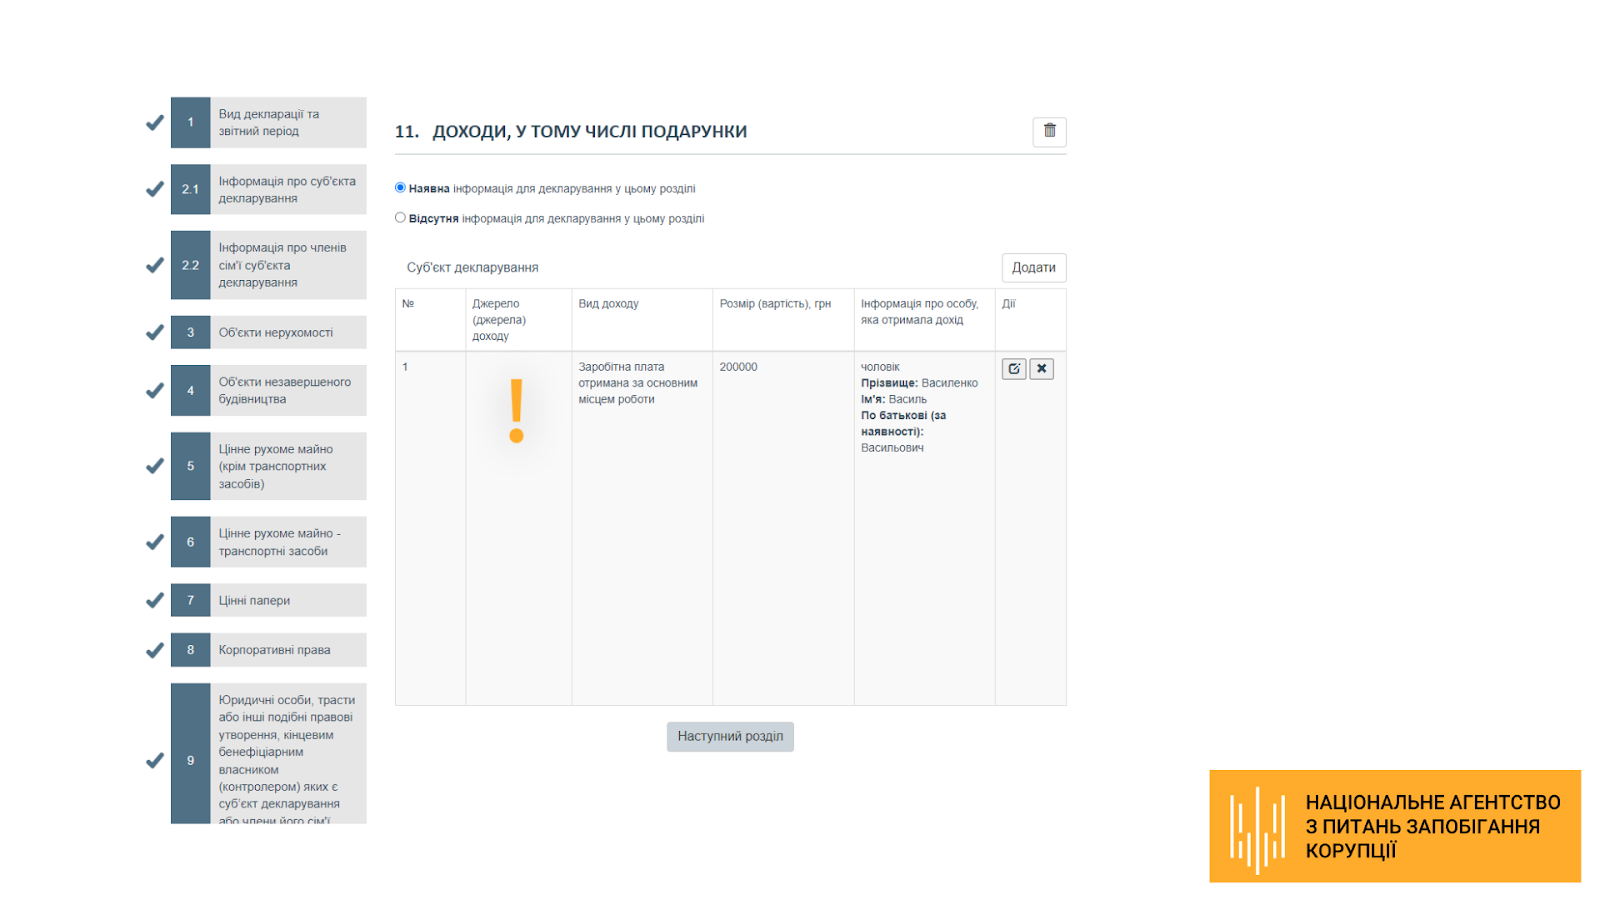 1
Вид декларації та
звітний період
2.1
Інформація про суб'єкта
декларування
2.2
Інформація про членів
сім'ї суб'єкта
декларування
3
Об'єкти нерухомості
4
Об'єкти незавершеного
будівництва
5
Цінне рухоме майно
(крім транспортних
засобів)
6
Цінне рухоме майно -
транспортні засоби
7
Цінні папери
8
Корпоративні права
9
Юридичні особи, трасти
або інші подібні правові
утворення, кінцевим
бенефіціарним
власником
(контролером) яких є
суб'єкт декларування
або члени його сім'ї
11. ДОХОДИ, У ТОМУ ЧИСЛІ ПОДАРУНКИ
Наявна інформація для декларування у цьому розділі
Відсутня інформація для декларування у цьому розділі
Суб'єкт декларування
Додати
№
Джерело
(джерела)
доходу
Вид доходу
Розмір (вартість), грн
Інформація про особу,
яка отримала дохід
Дії
1
!
Заробітна плата
отримана за основним
місцем роботи
200000
чоловік
Прізвище: Василенко
Ім'я: Василь
По батькові (за
наявності):
Васильович
Наступний розділ
НАЦІОНАЛЬНЕ АГЕНТСТВО
З ПИТАНЬ ЗАПОБІГАННЯ
КОРУПЦІЇ